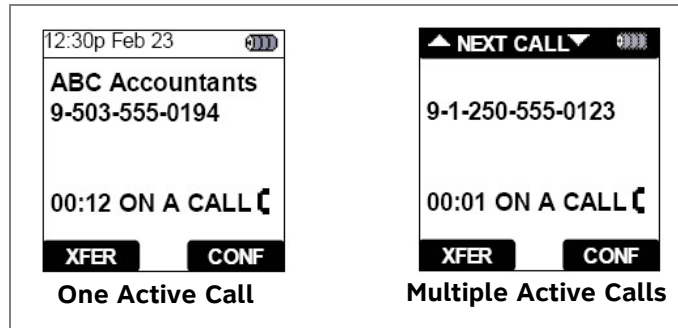 12:30p Feb 23
ABC Accountants
9-503-555-0194
00:12 ON A CALL
XFER CONF
One Active Call
▲ NEXT CALL▼
9-1-250-555-0123
00:01 ON A CALL
XFER CONF
Multiple Active Calls